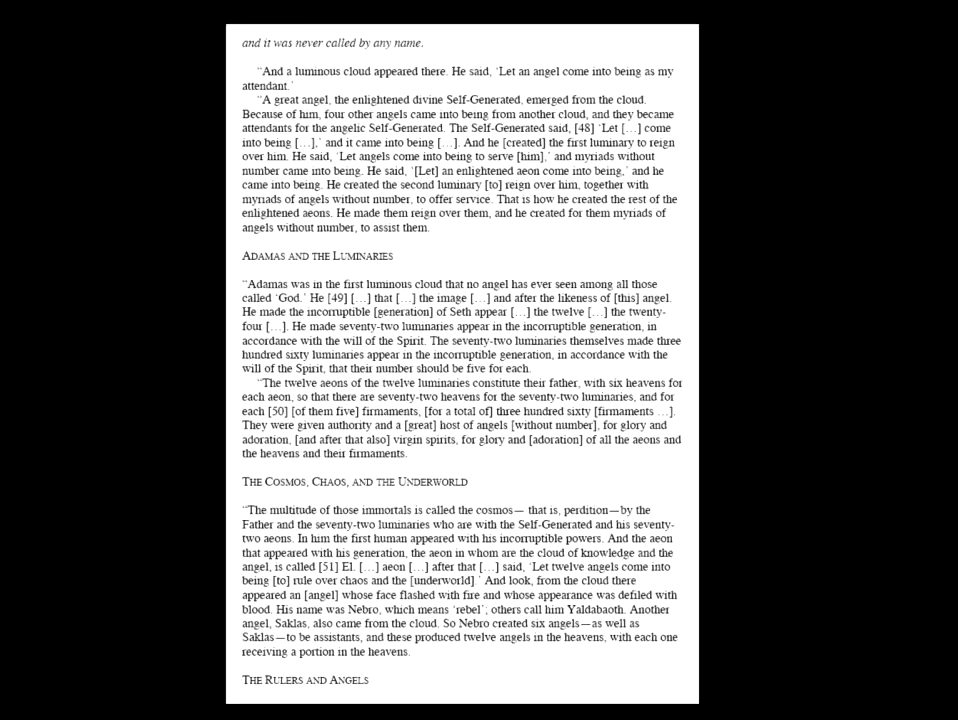 and it was never called by any name.
“And a luminous cloud appeared there. He said, ‘Let an angel come into being as my
attendant.’
“A great angel, the enlightened divine Self-Generated, emerged from the cloud.
Because of him, four other angels came into being from another cloud, and they became
attendants for the angelic Self-Generated. The Self-Generated said, [48] ‘Let […] come
into being […],’ and it came into being […]. And he [created] the first luminary to reign
over him. He said, ‘Let angels come into being to serve [him],’ and myriads without
number came into being. He said, ‘[Let] an enlightened aeon come into being,’ and he
came into being. He created the second luminary [to] reign over him, together with
myriads of angels without number, to offer service. That is how he created the rest of the
enlightened aeons. He made them reign over them, and he created for them myriads of
angels without number, to assist them.
ADAMAS AND THE LUMINARIES
“Adamas was in the first luminous cloud that no angel has ever seen among all those
called ‘God.’ He [49] […] that […] the image […] and after the likeness of [this] angel.
He made the incorruptible [generation] of Seth appear […] the twelve […] the twenty-
four […]. He made seventy-two luminaries appear in the incorruptible generation, in
accordance with the will of the Spirit. The seventy-two luminaries themselves made three
hundred sixty luminaries appear in the incorruptible generation, in accordance with the
will of the Spirit, that their number should be five for each.
“The twelve aeons of the twelve luminaries constitute their father, with six heavens for
each aeon, so that there are seventy-two heavens for the seventy-two luminaries, and for
each [50] [of them five] firmaments, [for a total of] three hundred sixty [firmaments …].
They were given authority and a [great] host of angels [without number], for glory and
adoration, [and after that also] virgin spirits, for glory and [adoration] of all the aeons and
the heavens and their firmaments.
THE COSMOS, CHAOS, AND THE UNDERWORLD
“The multitude of those immortals is called the cosmos— that is, perdition—by the
Father and the seventy-two luminaries who are with the Self-Generated and his seventy-
two aeons. In him the first human appeared with his incorruptible powers. And the aeon
that appeared with his generation, the aeon in whom are the cloud of knowledge and the
angel, is called [51] El. […] aeon […] after that […] said, ‘Let twelve angels come into
being [to] rule over chaos and the [underworld].’ And look, from the cloud there
appeared an [angel] whose face flashed with fire and whose appearance was defiled with
blood. His name was Nebro, which means ‘rebel’; others call him Yaldabaoth. Another
angel, Saklas, also came from the cloud. So Nebro created six angels—as well as
Saklas—to be assistants, and these produced twelve angels in the heavens, with each one
receiving a portion in the heavens.
THE RULERS AND ANGELS